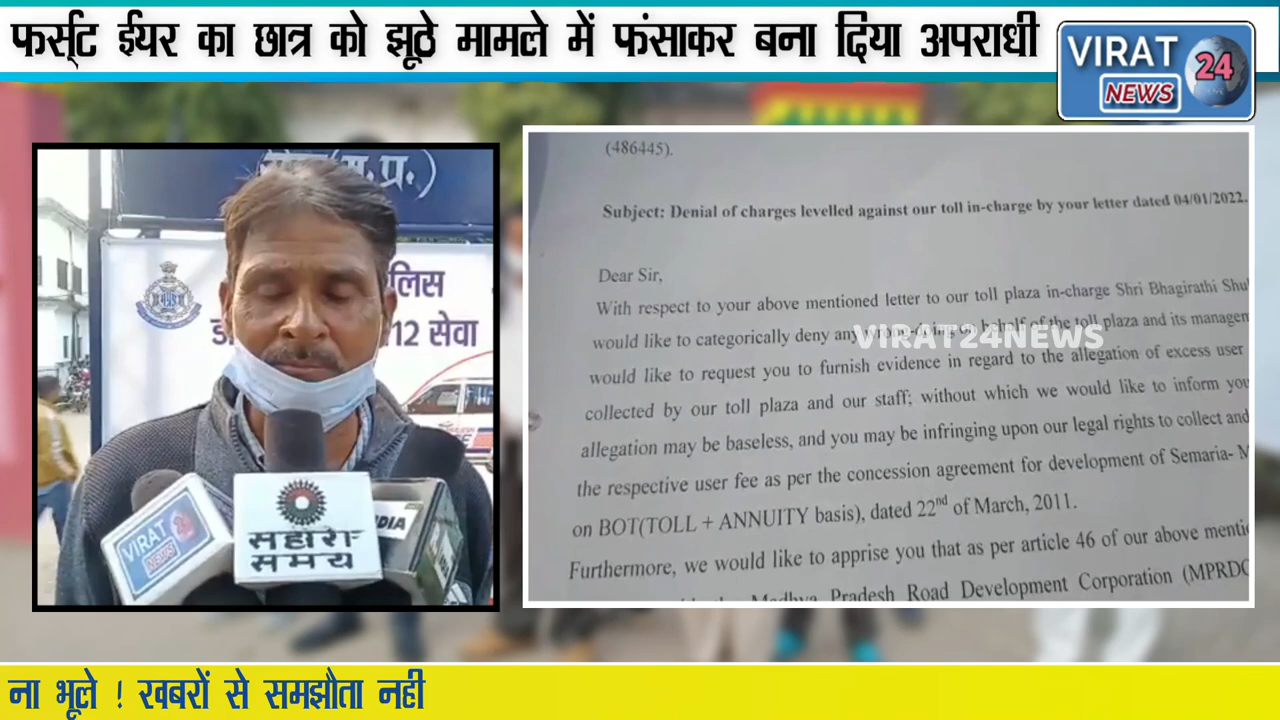 फर्स्ट ईयर का छात्र को झूठे मामले में फंसाकर बना दिया अपराधी
VIRAT
24
NEWS
(म.प्र.)
लिस
112 सेवा
VIRAT
24
NEWS
सहारा
समय
INDIA
(486445).
Subject: Denial of charges levelled against our toll in-charge by your letter dated 04/01/2022.
Dear Sir,
With respect to your above mentioned letter to our toll plaza in-charge Shri Bhagirathi
would like to categorically deny any behalf of the toll plaza and its
VIRAT24NEWS
would like to request you to furnish evidence in regard to the allegation of excess user
collected by our toll plaza and our staff; without which we would like to inform
allegation may be baseless, and you may be infringing upon our legal rights to collect and
the respective user fee as per the concession agreement for development of Semaria-
on BOT(TOLL + ANNUITY basis), dated 22nd of March, 2011.
Furthermore, we would like to apprise you that as per article 46 of our above
Madhya Pradesh Road Development Corporation (MPRDC
ना भूले ! खबरों से समझौता नही